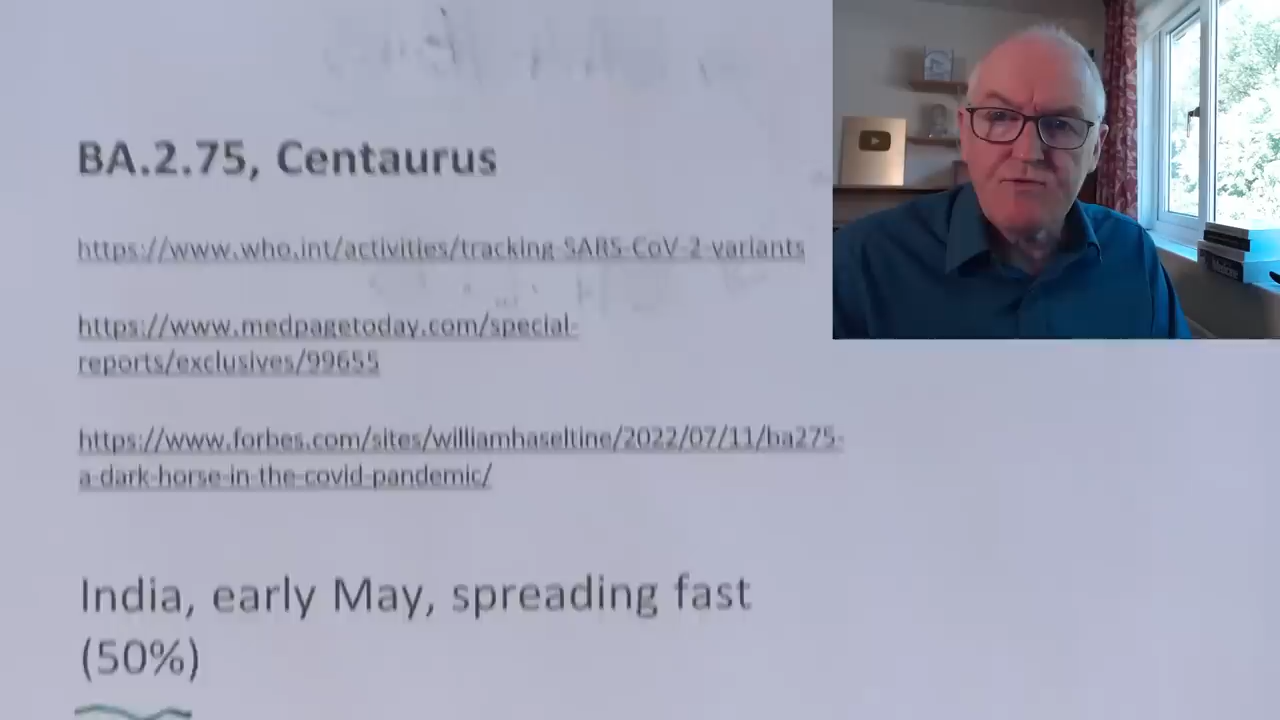 BA.2.75, Centaurus
https://www.who.int/activities/tracking-SARS-CoV-2-variants
https://www.medpagetoday.com/special-
reports/exclusives/99655
https://www.forbes.com/sites/williamhaseltine/2022/07/11/ba275-
a-dark-horse-in-the-covid-pandemic/
India, early May, spreading fast
(50%)
Medicine